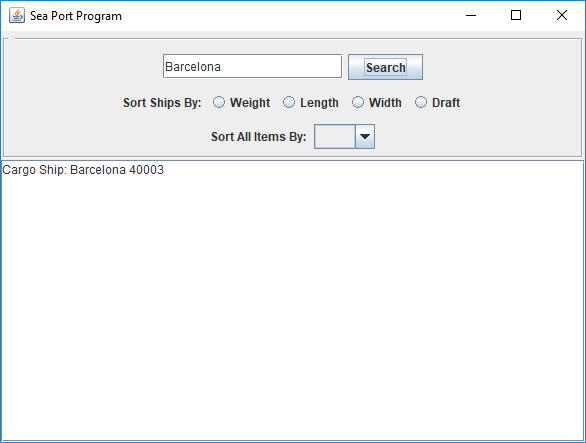 Sea Port Program
Barcelona Search
Sort Ships By: Weight Length Width Draft
Sort All Items By:
Cargo Ship: Barcelona 40003